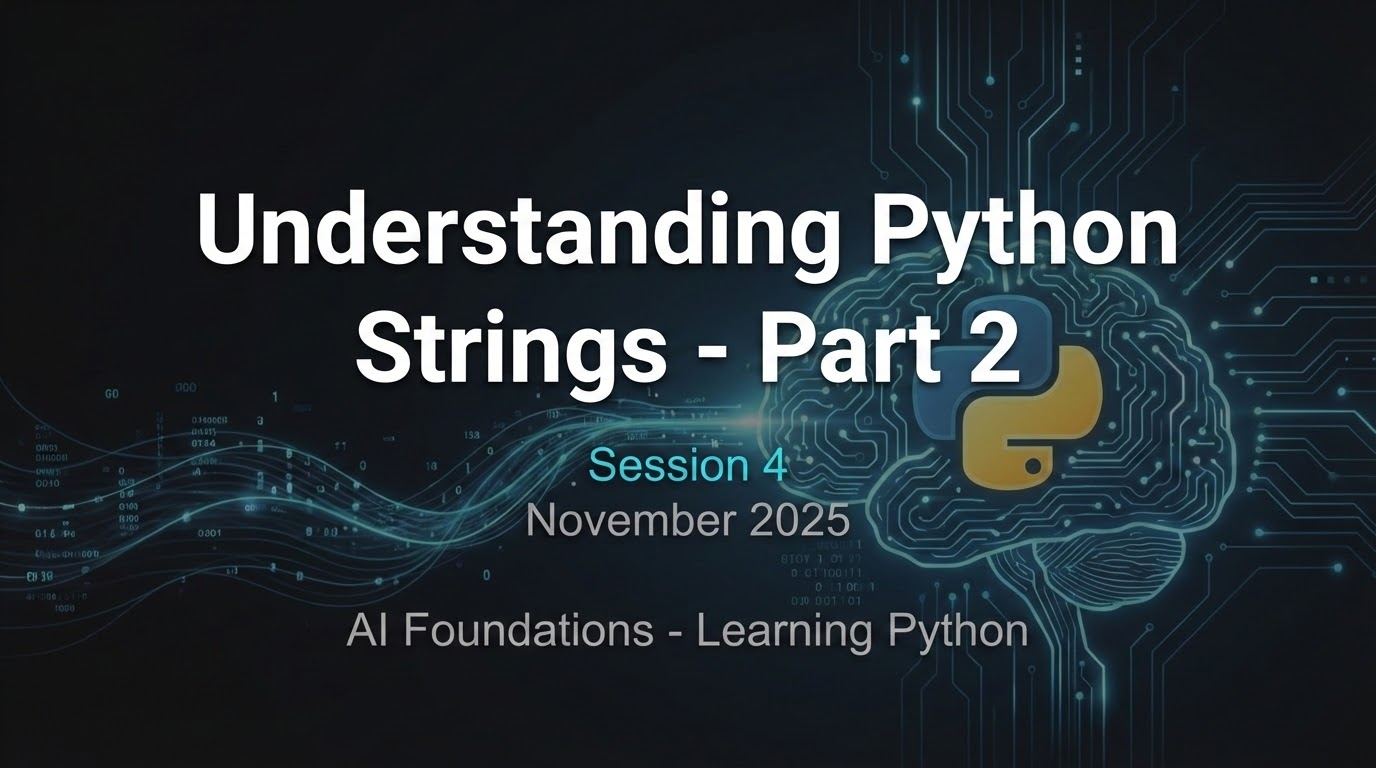 Understanding Python
Strings - Part 2
Session 4
November 2025
AI Foundations - Learning Python